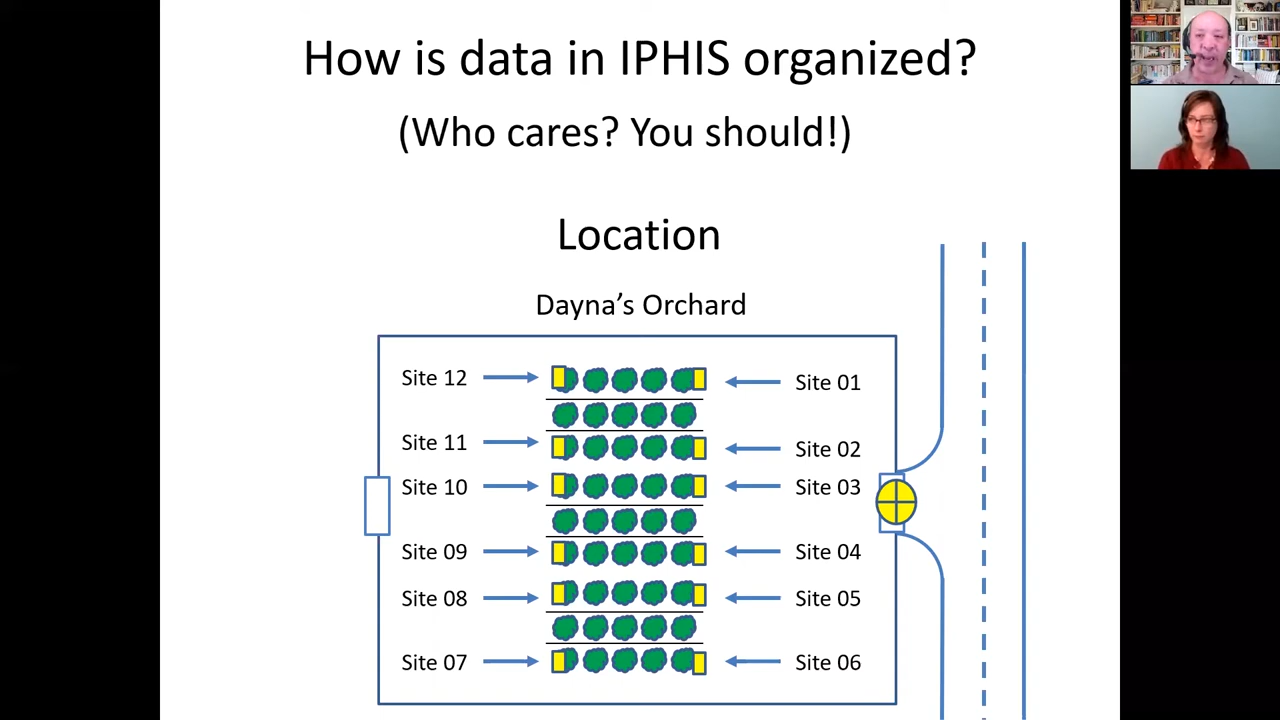 How is data in IPHIS organized?
(Who cares? You should!)
Location
Dayna's Orchard
Site 12
Site 01
Site 11
Site 02
Site 10
Site 03
Site 09
Site 04
Site 08
Site 05
Site 07
Site 06